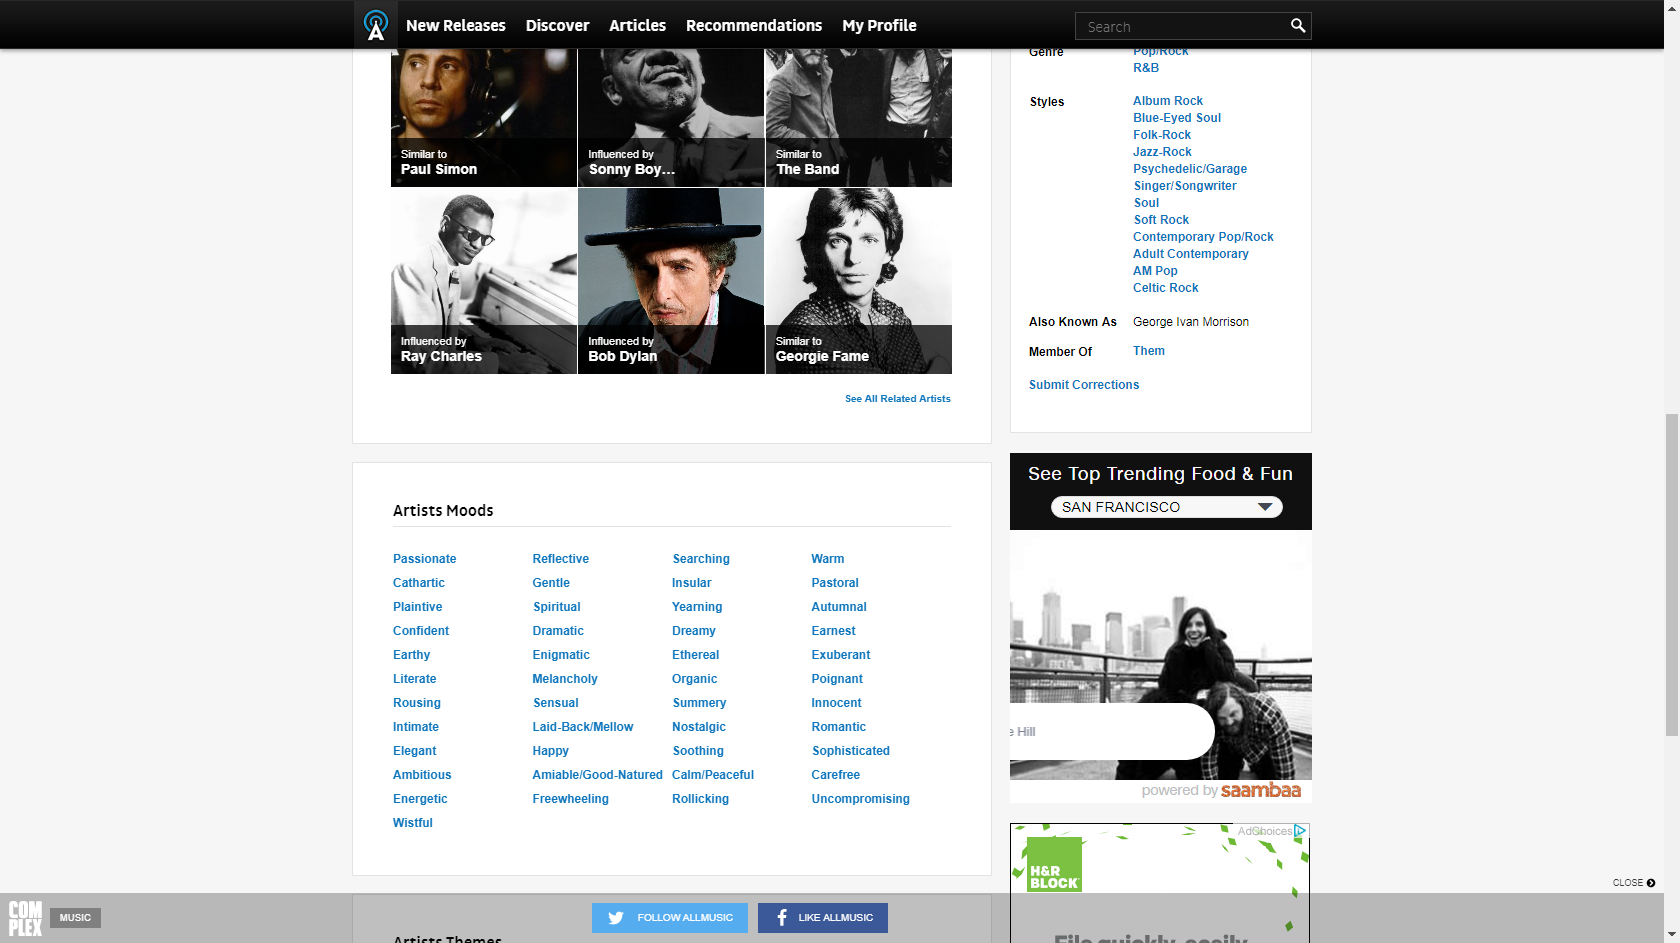 New Releases
Discover
Articles
Recommendations
My Profile
Search
Similar to
Paul Simon
Influenced by
Sonny Boy...
Similar to
The Band
Influenced by
Ray Charles
Influenced by
Bob Dylan
Similar to
Georgie Fame
See All Related Artists
Genre
Pop/Rock
R&B
Styles
Album Rock
Blue-Eyed Soul
Folk-Rock
Jazz-Rock
Psychedelic/Garage
Singer/Songwriter
Soul
Soft Rock
Contemporary Pop/Rock
Adult Contemporary
AM Pop
Celtic Rock
Also Known As George Ivan Morrison
Member Of Them
Submit Corrections
Artists Moods
Passionate Reflective Searching Warm
Cathartic Gentle Insular Pastoral
Plaintive Spiritual Yearning Autumnal
Confident Dramatic Dreamy Earnest
Earthy Enigmatic Ethereal Exuberant
Literate Melancholy Organic Poignant
Rousing Sensual Summery Innocent
Intimate Laid-Back/Mellow Nostalgic Romantic
Elegant Happy Soothing Sophisticated
Ambitious Amiable/Good-Natured Calm/Peaceful Carefree
Energetic Freewheeling Rollicking Uncompromising
Wistful
See Top Trending Food & Fun
SAN FRANCISCO
e Hill
powered by saambaa
AdChoices
H&R
BLOCK
File quickly, easily
CLOSE
COM
PLEX
MUSIC
FOLLOW ALLMUSIC
LIKE ALLMUSIC
Artists Themes